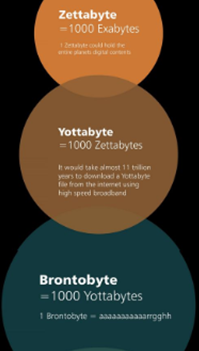 Zettabyte
=1000 Exabytes
1 Zettabyte could hold the
entire planets digital contents
Yottabyte
=1000 Zettabytes
It would take almost 11 trillion
years to download a Yottabyte
file from the internet using
high speed broadband
Brontobyte
=1000 Yottabytes
1 Brontobyte = aaaaaaaaaaarrgghh